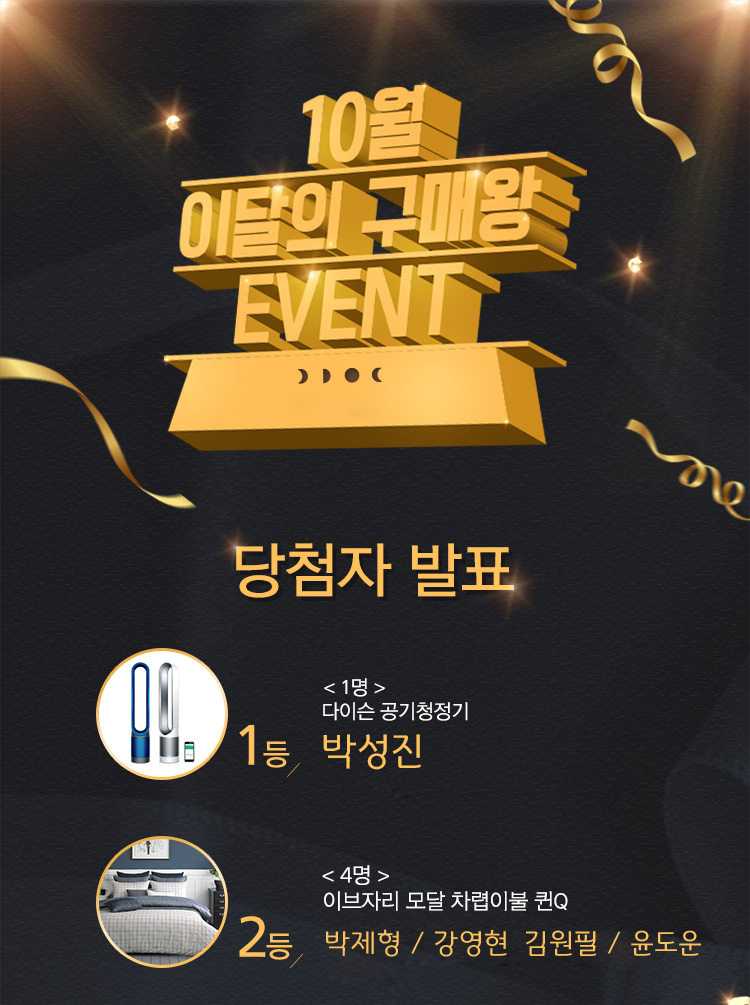 10월
이달의 구매왕
EVENT
당첨자 발표
1등
< 1명 >
다이슨 공기청정기
박성진
2등
< 4명 >
이브자리 모달 차렵이불 퀸Q
박제형 / 강영현 김원필 / 윤도운